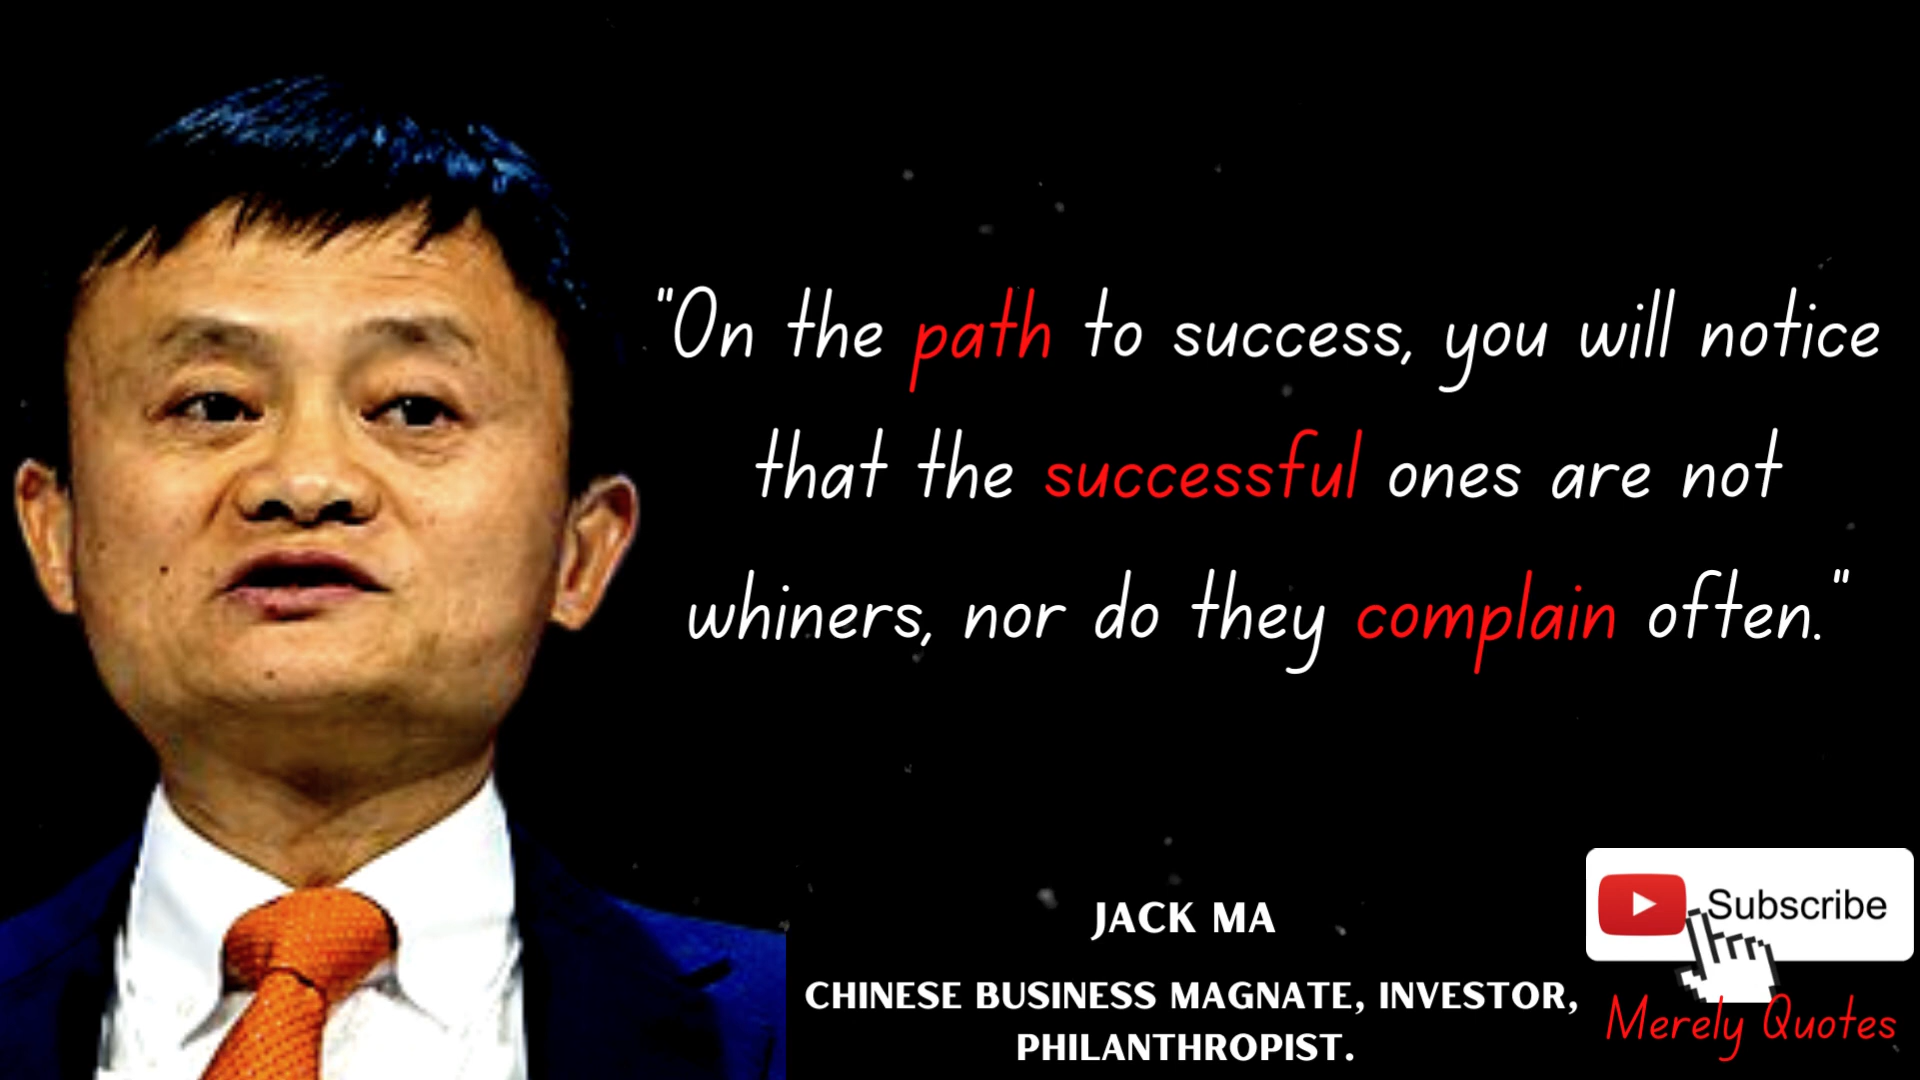 "On the path to success, you will notice
that the successful ones are not
whiners, nor do they complain often."
JACK MA
CHINESE BUSINESS MAGNATE, INVESTOR,
PHILANTHROPIST.
Subscribe
Merely Quotes